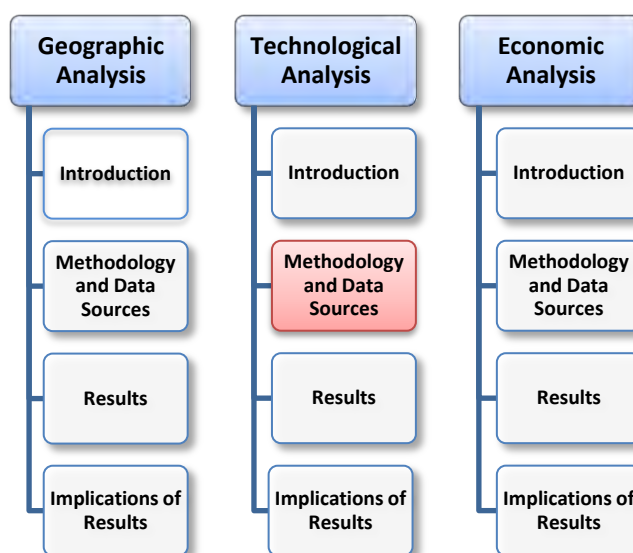 Geographic
Analysis
Introduction
Methodology
and Data
Sources
Results
Implications of
Results
Technological
Analysis
Introduction
Methodology
and Data
Sources
Results
Implications of
Results
Economic
Analysis
Introduction
Methodology
and Data
Sources
Results
Implications of
Results